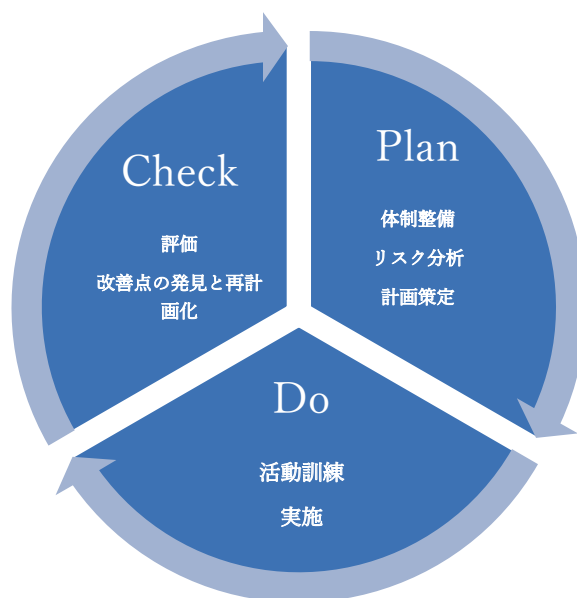 Plan
体制整備
リスク分析
計画策定
Do
活動訓練
実施
Check
評価
改善点の発見と再計
画化